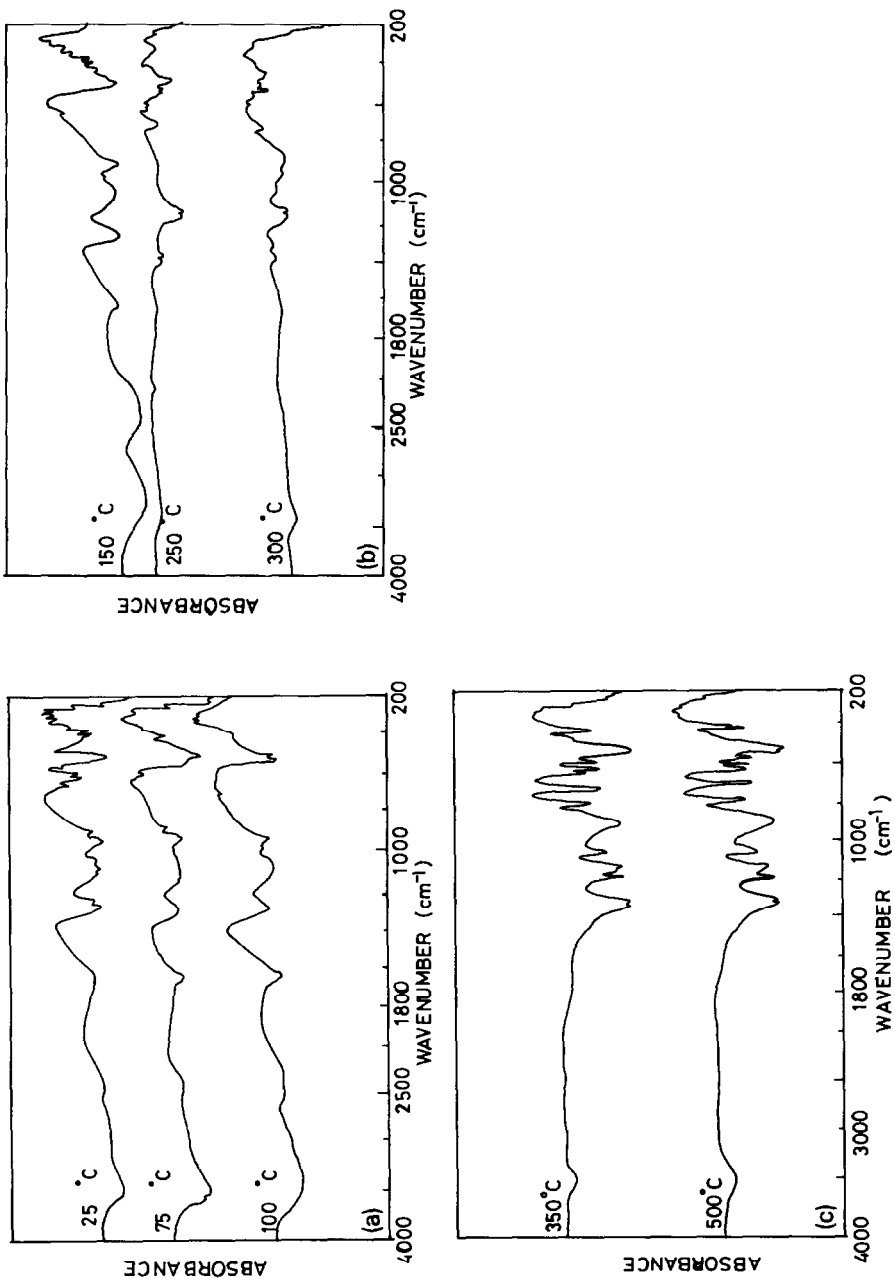 ABSORBANCE
25 °C
75 °C
100 °C
(a)
4000 2500 1800 1000 200
WAVENUMBER (cm⁻¹)
ABSORBANCE
150 °C
250 °C
300 °C
(b)
4000 2500 1800 1000 200
WAVENUMBER (cm⁻¹)
ABSORBANCE
350°C
500°C
(c)
4000 3000 1800 1000 200
WAVENUMBER (cm⁻¹)